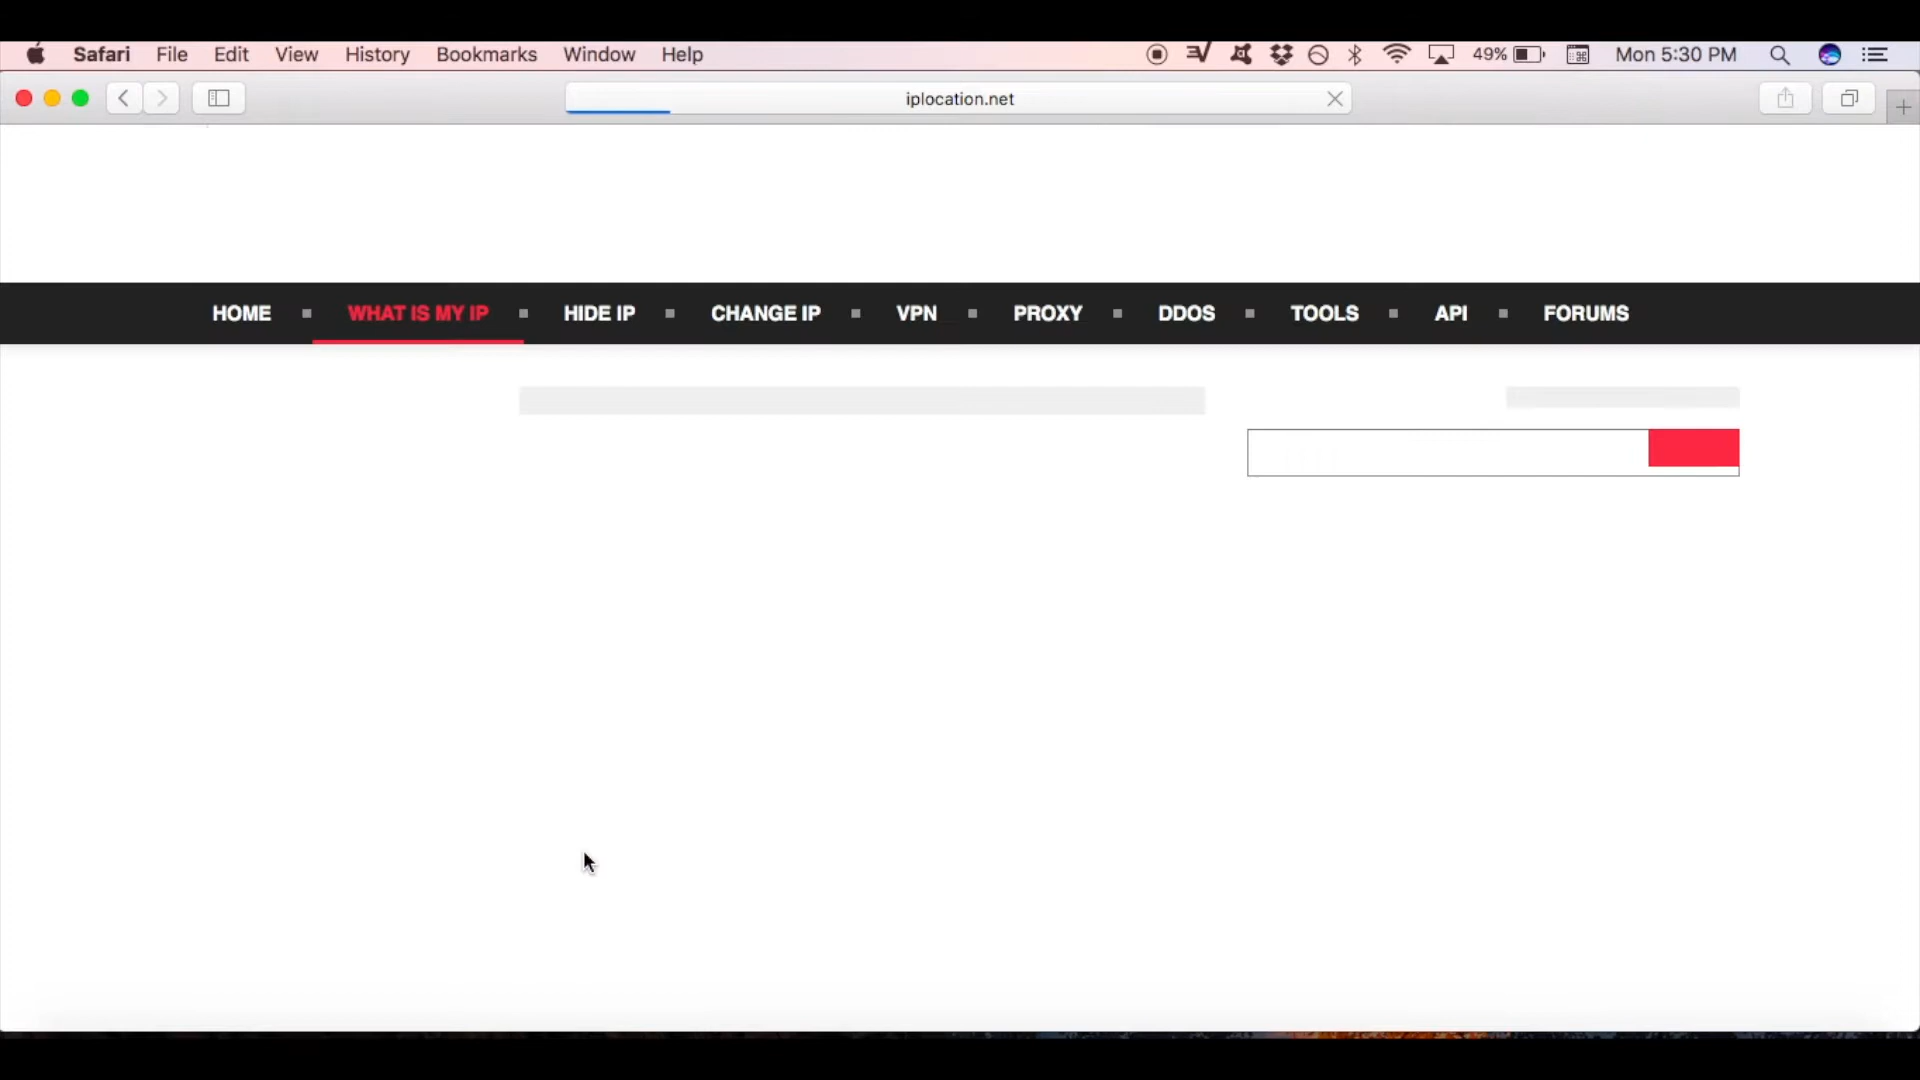 Safari File Edit View History Bookmarks Window Help 49% Mon 5:30 PM
iplocation.net
HOME WHAT IS MY IP HIDE IP CHANGE IP VPN PROXY DDOS TOOLS API FORUMS